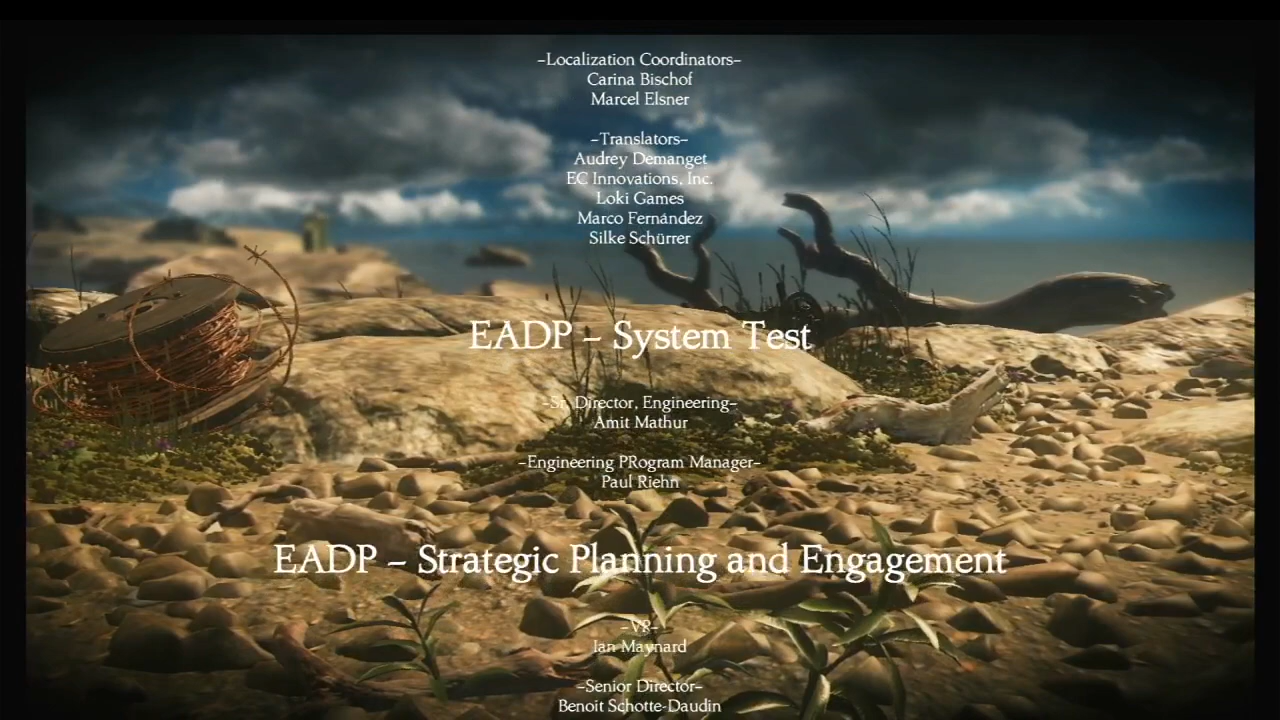 –Localization Coordinators–
Carina Bischof
Marcel Elsner
–Translators–
Audrey Demanget
EC Innovations, Inc.
Loki Games
Marco Fernández
Silke Schürrer
EADP – System Test
–Sr. Director, Engineering–
Amit Mathur
–Engineering PRogram Manager–
Paul Riehn
EADP – Strategic Planning and Engagement
–VP–
Ian Maynard
–Senior Director–
Benoit Schotte-Daudin